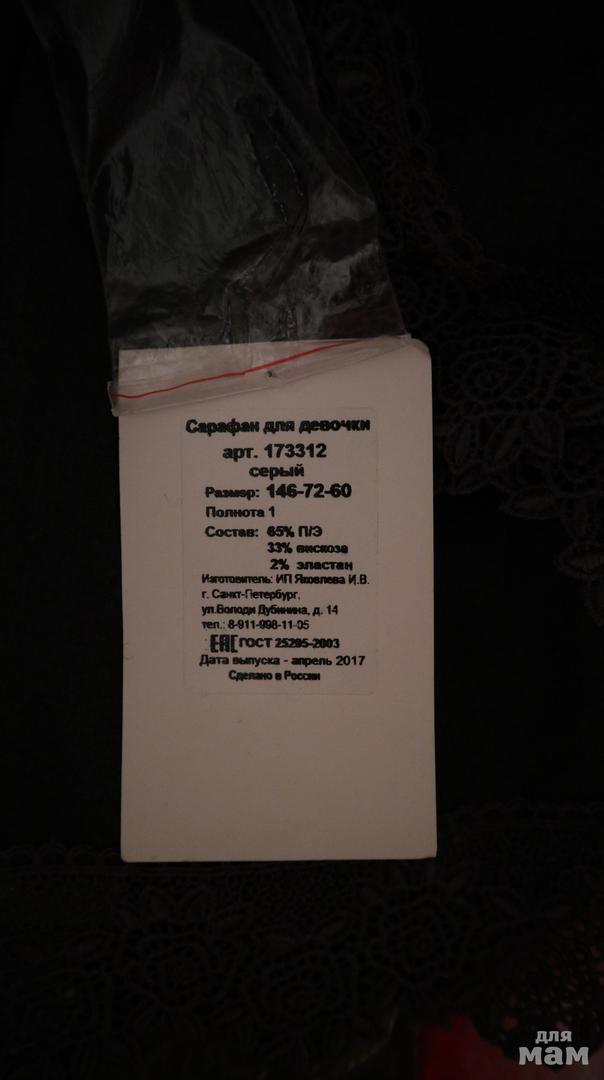 Сарафан для девочки
арт. 173312
серый
Размер: 146-72-60
Полнота 1
Состав: 65% П/Э
33% вискоза
2% эластан
Изготовитель: ИП Яковлева И.В.
г. Санкт-Петербург,
ул.Володи Дубинина, д. 14
тел.: 8-911-998-11-05
EAC ГОСТ 25295-2003
Дата выпуска - апрель 2017
Сделано в России
для
мам